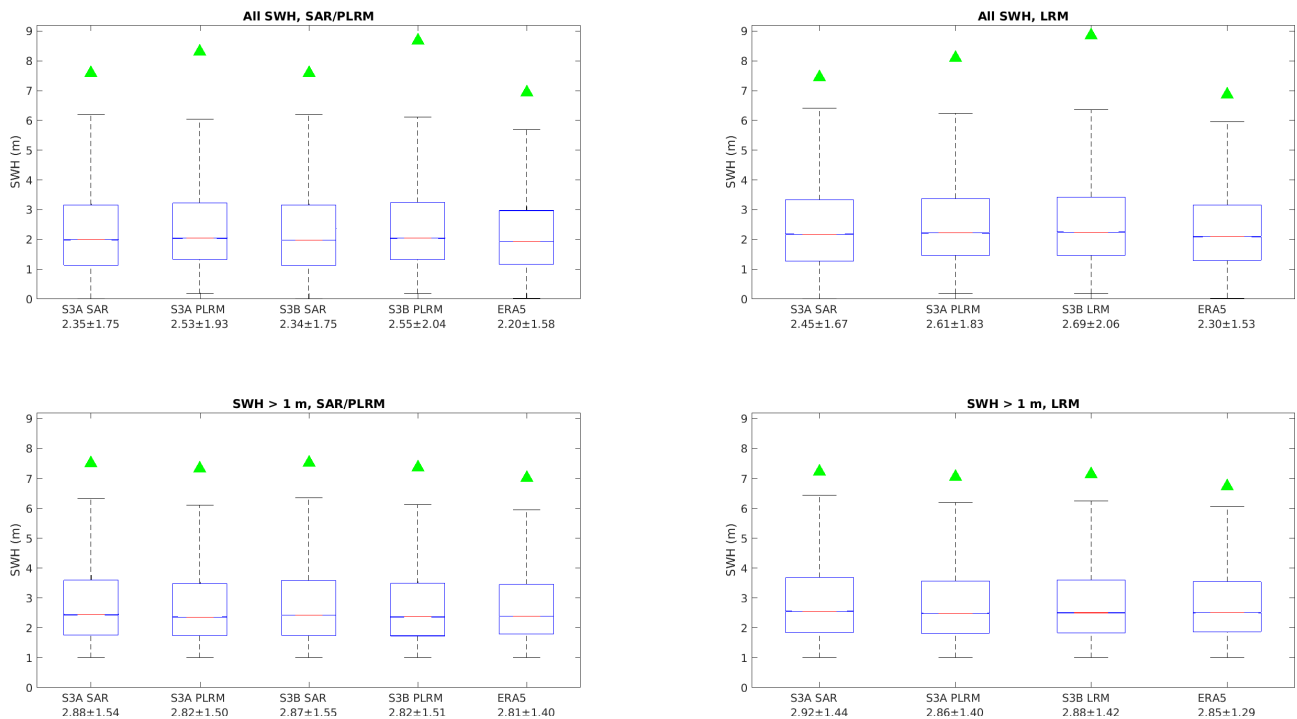 All SWH, SAR/PLRM
9
8
7
6
5
4
3
2
1
0
SWH (m)
S3A SAR S3A PLRM S3B SAR S3B PLRM ERA5
2.35±1.75 2.53±1.93 2.34±1.75 2.55±2.04 2.20±1.58
All SWH, LRM
9
8
7
6
5
4
3
2
1
0
SWH (m)
S3A SAR S3A PLRM S3B LRM ERA5
2.45±1.67 2.61±1.83 2.69±2.06 2.30±1.53
SWH > 1 m, SAR/PLRM
9
8
7
6
5
4
3
2
1
0
SWH (m)
S3A SAR S3A PLRM S3B SAR S3B PLRM ERA5
2.88±1.54 2.82±1.50 2.87±1.55 2.82±1.51 2.81±1.40
SWH > 1 m, LRM
9
8
7
6
5
4
3
2
1
0
SWH (m)
S3A SAR S3A PLRM S3B LRM ERA5
2.92±1.44 2.86±1.40 2.88±1.42 2.85±1.29